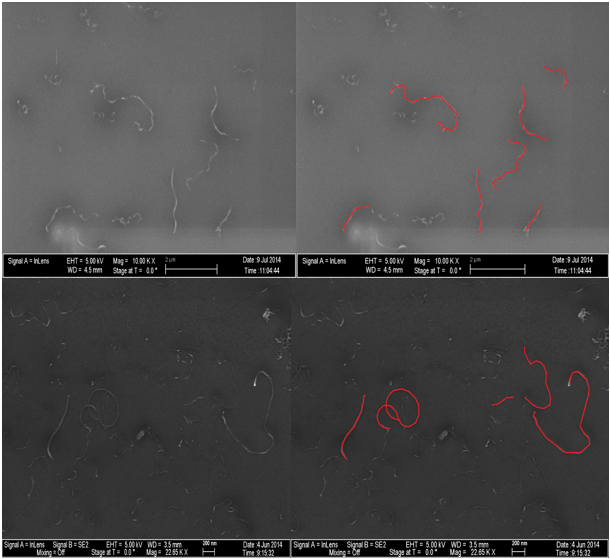 2 µm
Signal A = InLens EHT = 5.00 kV Mag = 10.00 K X Date :9 Jul 2014
WD = 4.5 mm Stage at T = 0.0 ° Time :11:04:44
2 µm
Signal A = InLens EHT = 5.00 kV Mag = 10.00 K X Date :9 Jul 2014
WD = 4.5 mm Stage at T = 0.0 ° Time :11:04:44
Signal A = InLens Signal B = SE2 EHT = 5.00 kV WD = 3.5 mm 200 nm Date :4 Jun 2014
Mixing = Off Stage at T = 0.0 ° Mag = 22.65 K X Time :9:15:32
Signal A = InLens Signal B = SE2 EHT = 5.00 kV WD = 3.5 mm 200 nm Date :4 Jun 2014
Mixing = Off Stage at T = 0.0 ° Mag = 22.65 K X Time :9:15:32